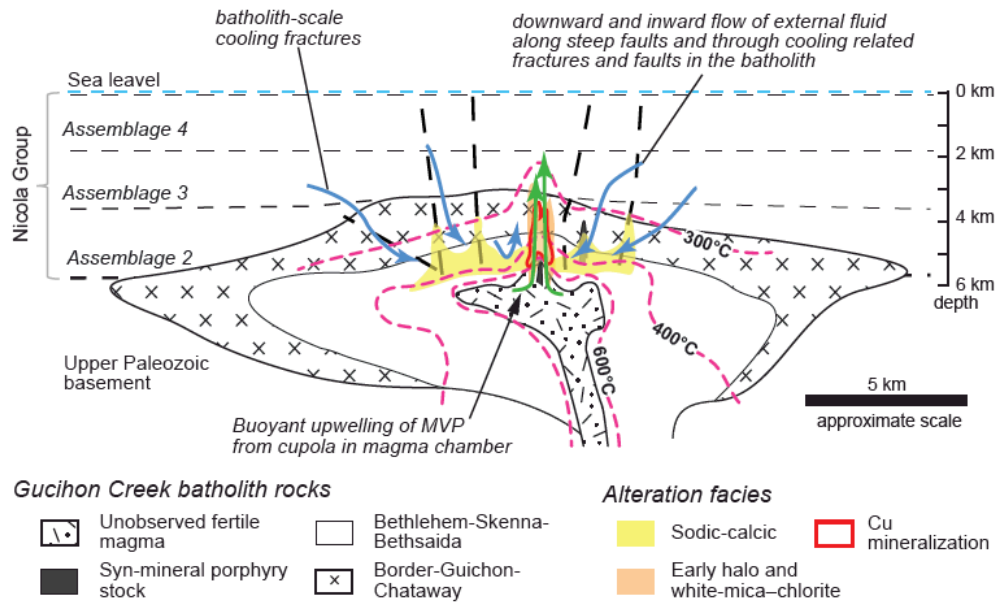 batholith-scale
cooling fractures
downward and inward flow of external fluid
along steep faults and through cooling related
fractures and faults in the batholith
Sea leavel
0 km
Nicola Group
Assemblage 4
2 km
Assemblage 3
4 km
300°C
Assemblage 2
6 km
depth
400°C
600°C
Upper Paleozoic
basement
5 km
approximate scale
Buoyant upwelling of MVP
from cupola in magma chamber
Gucihon Creek batholith rocks
Unobserved fertile
magma
Bethlehem-Skenna-
Bethsaida
Syn-mineral porphyry
stock
Border-Guichon-
Chataway
Alteration facies
Sodic-calcic
Cu
mineralization
Early halo and
white-mica–chlorite